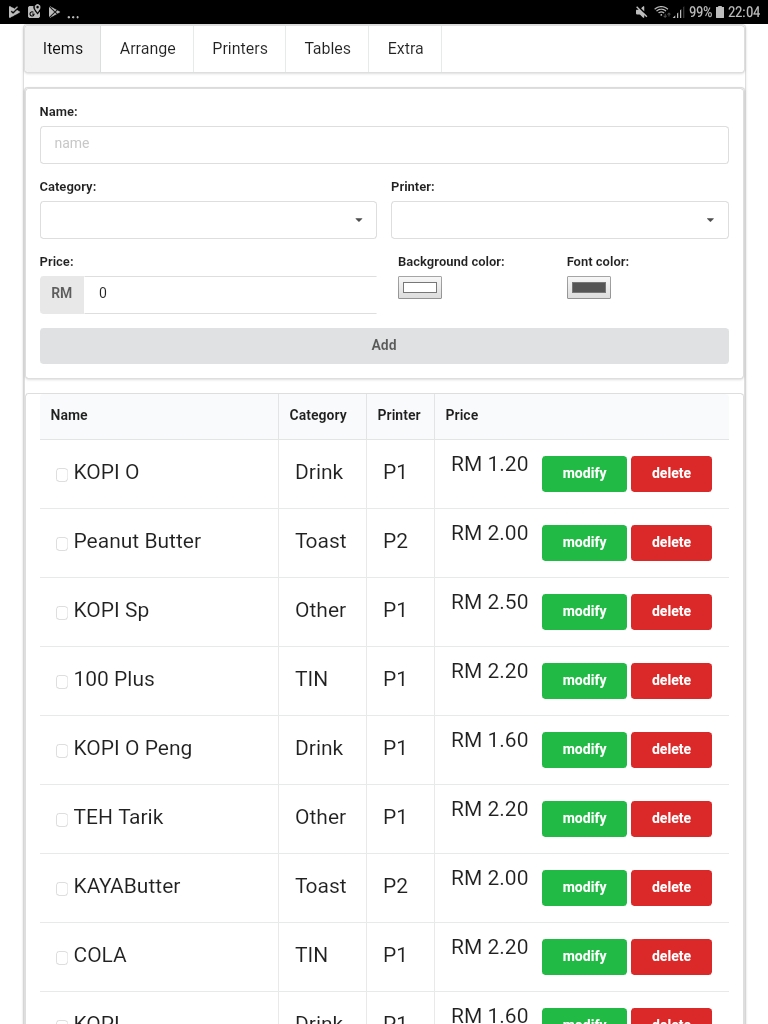 ... 99% 22:04
Items Arrange Printers Tables Extra
Name:
name
Category: Printer:
Price: Background color: Font color:
RM 0
Add
Name Category Printer Price
KOPI O Drink P1 RM 1.20 modify delete
Peanut Butter Toast P2 RM 2.00 modify delete
KOPI Sp Other P1 RM 2.50 modify delete
100 Plus TIN P1 RM 2.20 modify delete
KOPI O Peng Drink P1 RM 1.60 modify delete
TEH Tarik Other P1 RM 2.20 modify delete
KAYAButter Toast P2 RM 2.00 modify delete
COLA TIN P1 RM 2.20 modify delete
KOPI Drink P1 RM 1.60 modify delete